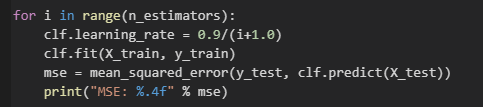 for i in range(n_estimators):
    clf.learning_rate = 0.9/(i+1.0)
    clf.fit(X_train, y_train)
    mse = mean_squared_error(y_test, clf.predict(X_test))
    print("MSE: %.4f" % mse)